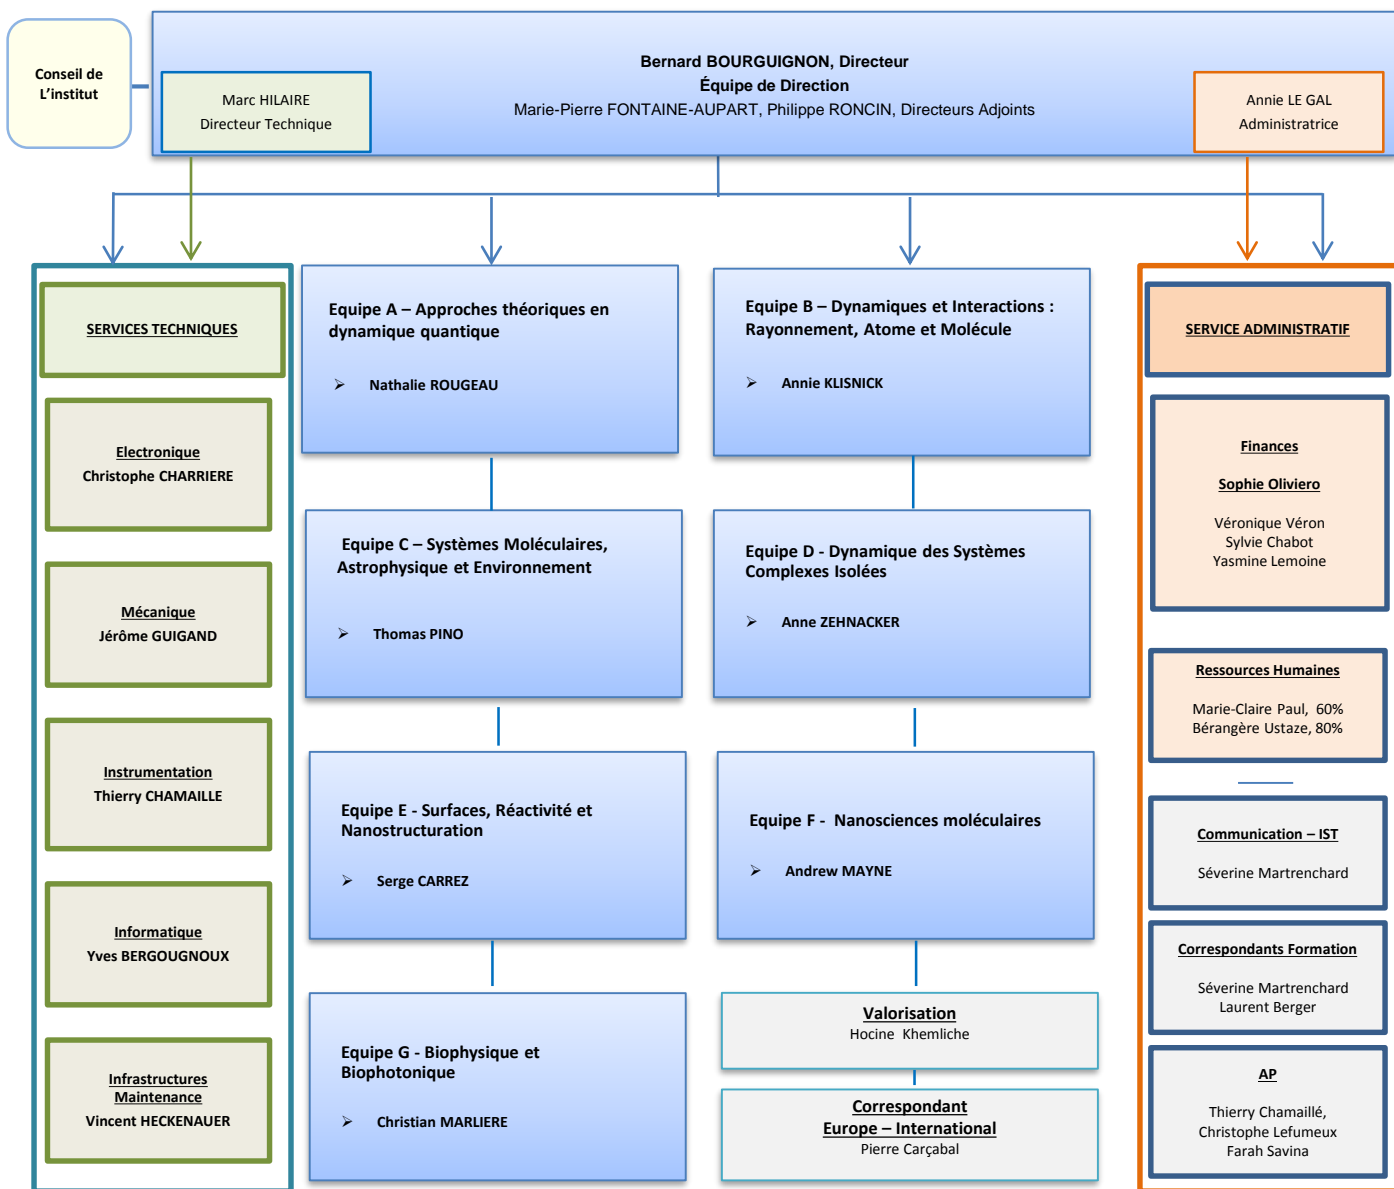 Conseil de
L'institut
Bernard BOURGUIGNON, Directeur
Équipe de Direction
Marie-Pierre FONTAINE-AUPART, Philippe RONCIN, Directeurs Adjoints
Marc HILAIRE
Directeur Technique
Annie LE GAL
Administratrice
SERVICES TECHNIQUES
Electronique
Christophe CHARRIERE
Mécanique
Jérôme GUIGAND
Instrumentation
Thierry CHAMAILLE
Informatique
Yves BERGOUGNOUX
Infrastructures
Maintenance
Vincent HECKENAUER
Equipe A – Approches théoriques en
dynamique quantique
➢ Nathalie ROUGEAU
Equipe C – Systèmes Moléculaires,
Astrophysique et Environnement
➢ Thomas PINO
Equipe E - Surfaces, Réactivité et
Nanostructuration
➢ Serge CARREZ
Equipe G - Biophysique et
Biophotonique
➢ Christian MARLIERE
Equipe B – Dynamiques et Interactions :
Rayonnement, Atome et Molécule
➢ Annie KLISNICK
Equipe D - Dynamique des Systèmes
Complexes Isolées
➢ Anne ZEHNACKER
Equipe F - Nanosciences moléculaires
➢ Andrew MAYNE
Valorisation
Hocine Khemliche
Correspondant
Europe – International
Pierre Carçabal
SERVICE ADMINISTRATIF
Finances
Sophie Oliviero
Véronique Véron
Sylvie Chabot
Yasmine Lemoine
Ressources Humaines
Marie-Claire Paul, 60%
Bérangère Ustaze, 80%
Communication – IST
Séverine Martrenchard
Correspondants Formation
Séverine Martrenchard
Laurent Berger
AP
Thierry Chamaillé,
Christophe Lefumeux
Farah Savina